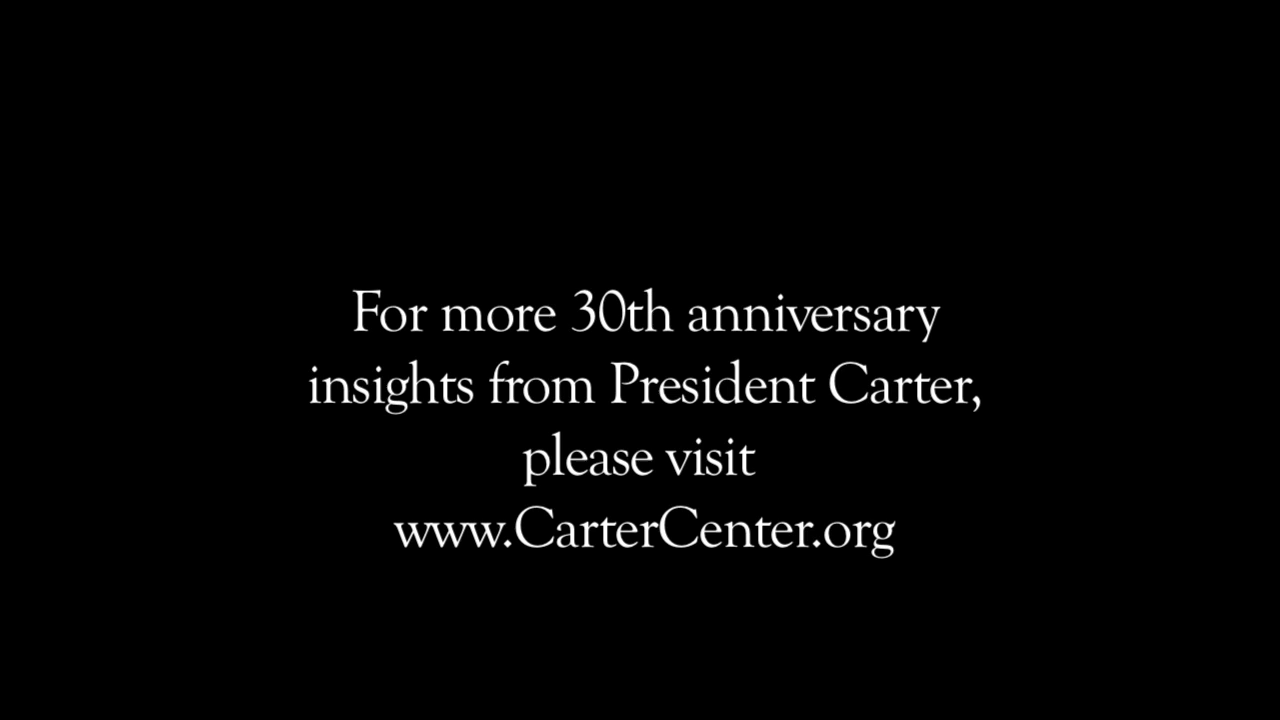 For more 30th anniversary
insights from President Carter,
please visit
www.CarterCenter.org